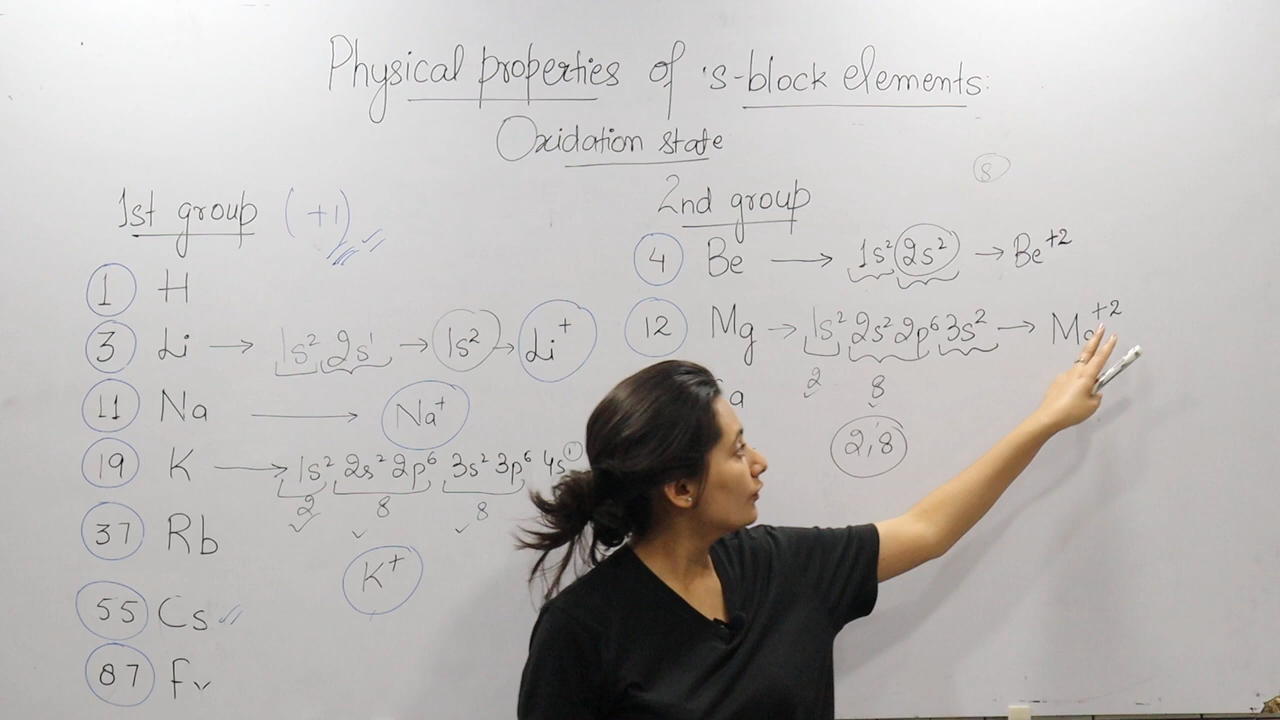 Physical properties of s-block elements:
Oxidation state
8
1st group (+1)
1 H
3 Li → 1s² 2s¹ → 1s² → Li⁺
11 Na → Na⁺
19 K → 1s² 2s² 2p⁶ 3s² 3p⁶ 4s¹
2 8 8
K⁺
37 Rb
55 Cs
87 Fr
2nd group
4 Be → 1s² 2s² → Be⁺²
12 Mg → 1s² 2s² 2p⁶ 3s² → Mg⁺²
2 8
a
2,8